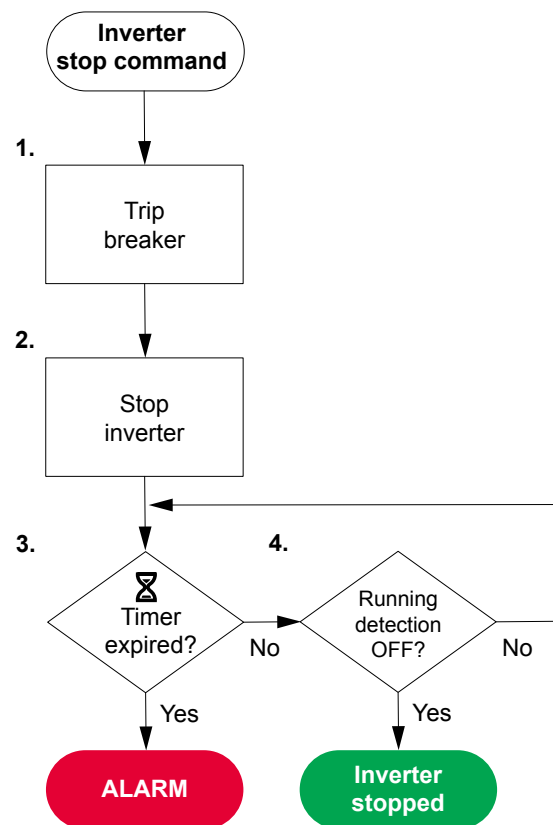 Inverter
stop command
1.
Trip
breaker
2.
Stop
inverter
3.
Timer
expired?
No
Yes
ALARM
4.
Running
detection
OFF?
No
Yes
Inverter
stopped